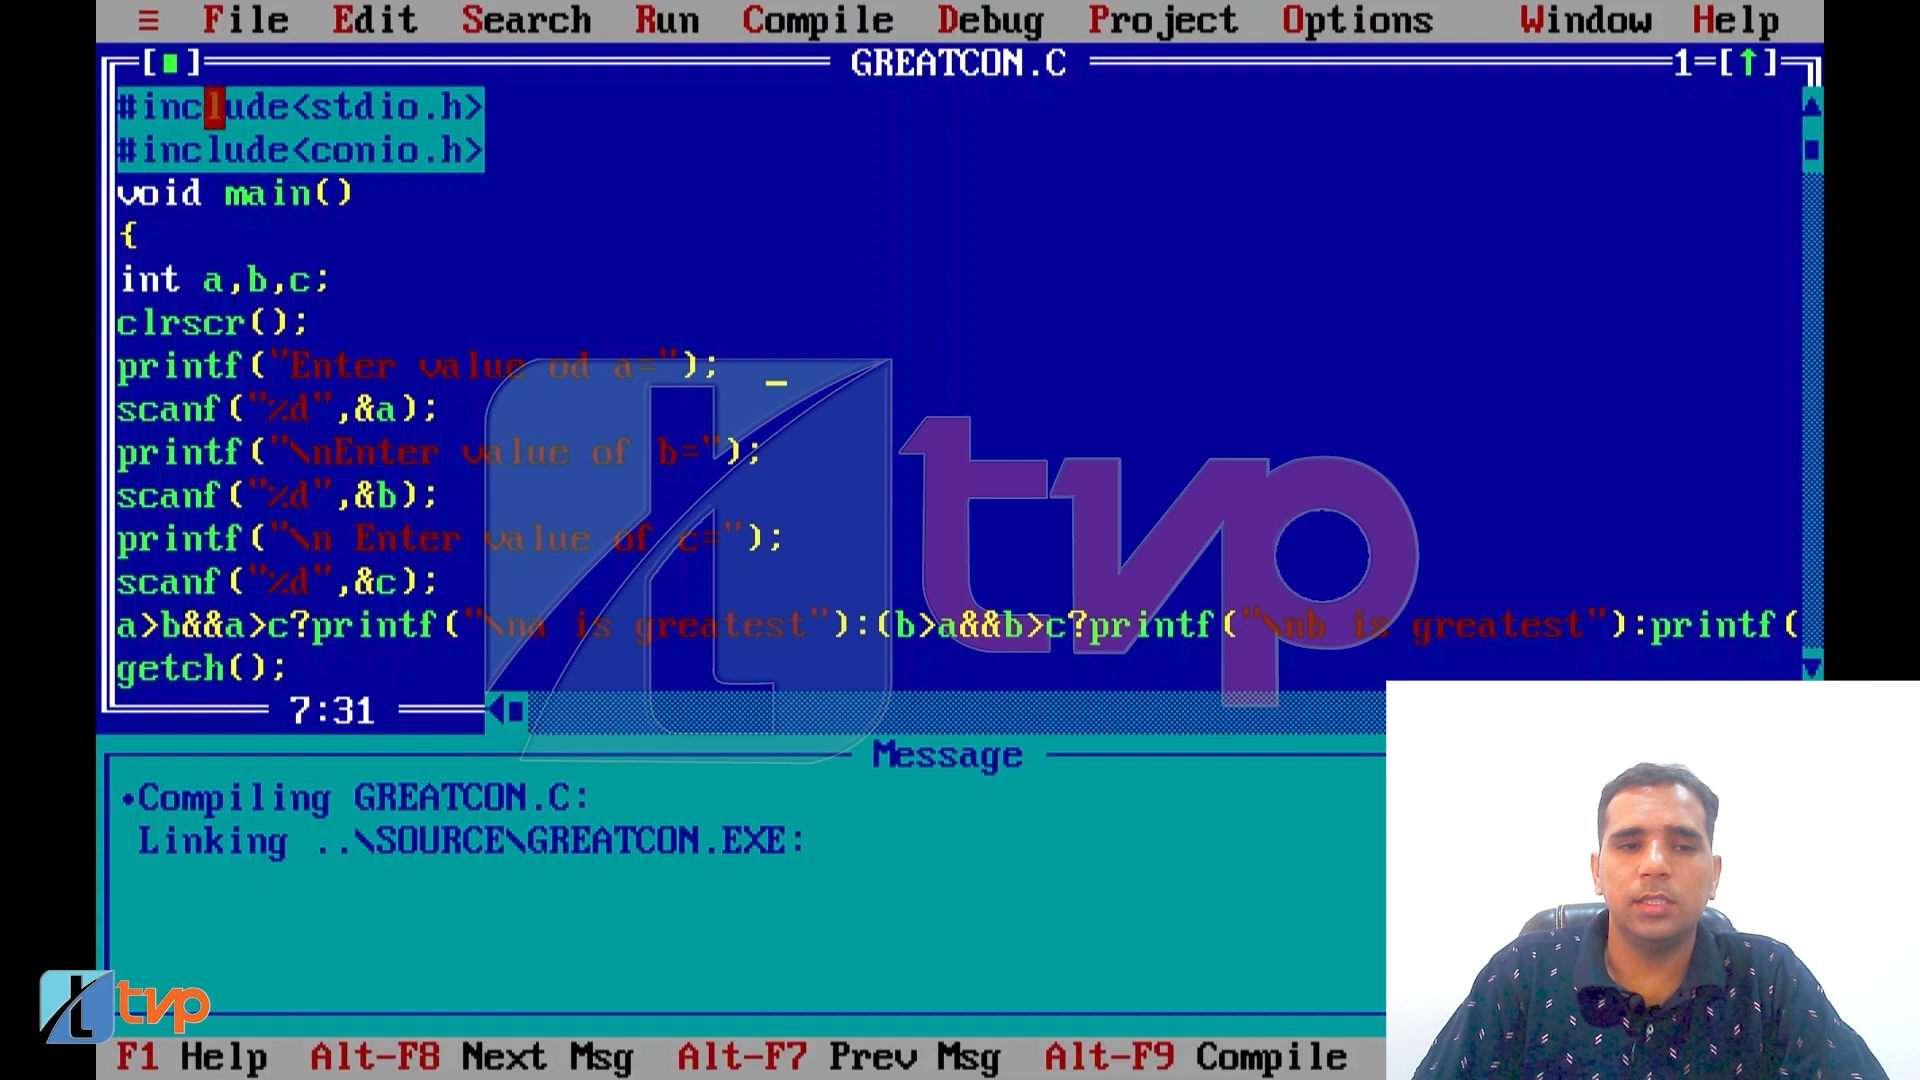 ≡ File Edit Search Run Compile Debug Project Options Window Help
[■] GREATCON.C 1=[↑]
#include<stdio.h>
#include<conio.h>
void main()
{
int a,b,c;
clrscr();
printf("Enter value od a=");
scanf("%d",&a);
printf("\nEnter value of b=");
scanf("%d",&b);
printf("\n Enter value of c=");
scanf("%d",&c);
a>b&&a>c?printf("\na is greatest"):(b>a&&b>c?printf("\nb is greatest"):printf(
getch();
7:31
tvp
Message
•Compiling GREATCON.C:
Linking ..\SOURCE\GREATCON.EXE:
tvp
F1 Help Alt-F8 Next Msg Alt-F7 Prev Msg Alt-F9 Compile